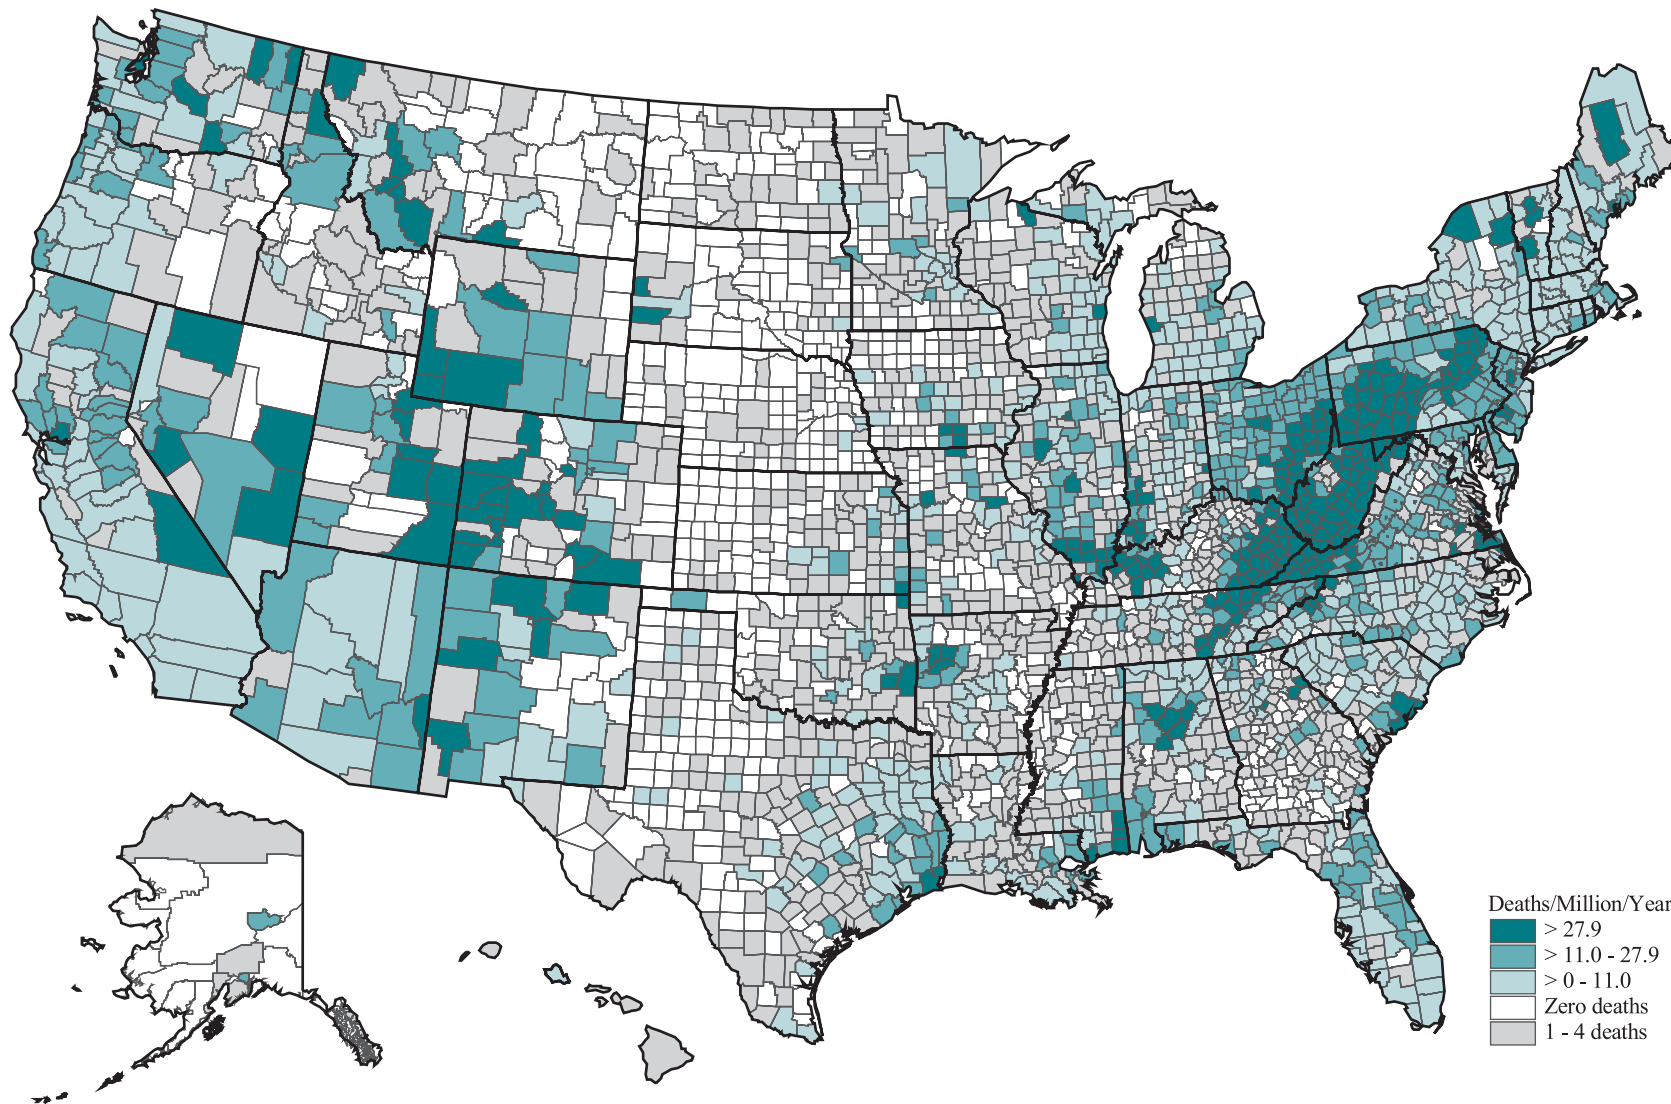 Deaths/Million/Year
> 27.9
> 11.0 - 27.9
> 0 - 11.0
Zero deaths
1 - 4 deaths